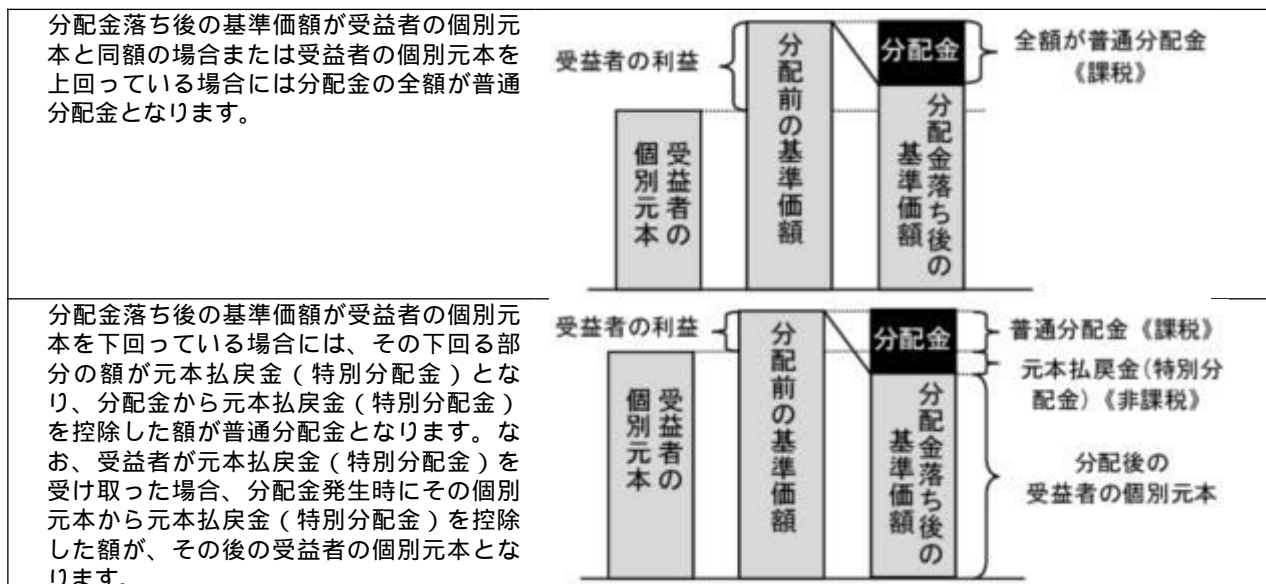 分配金落ち後の基準価額が受益者の個別元
本と同額の場合または受益者の個別元本を
上回っている場合には分配金の全額が普通
分配金となります。
受益者の利益
受益者の
個別元本
分配前の基準価額
分配金
分配金落ち後の
基準価額
全額が普通分配金
《課税》
分配金落ち後の基準価額が受益者の個別元
本を下回っている場合には、その下回る部
分の額が元本払戻金(特別分配金)とな
り、分配金から元本払戻金(特別分配金)
を控除した額が普通分配金となります。な
お、受益者が元本払戻金(特別分配金)を
受け取った場合、分配金発生時にその個別
元本から元本払戻金(特別分配金)を控除
した額が、その後の受益者の個別元本とな
ります。
受益者の利益
受益者の
個別元本
分配前の基準価額
分配金
分配金落ち後の
基準価額
普通分配金《課税》
元本払戻金(特別分
配金)《非課税》
分配後の
受益者の個別元本